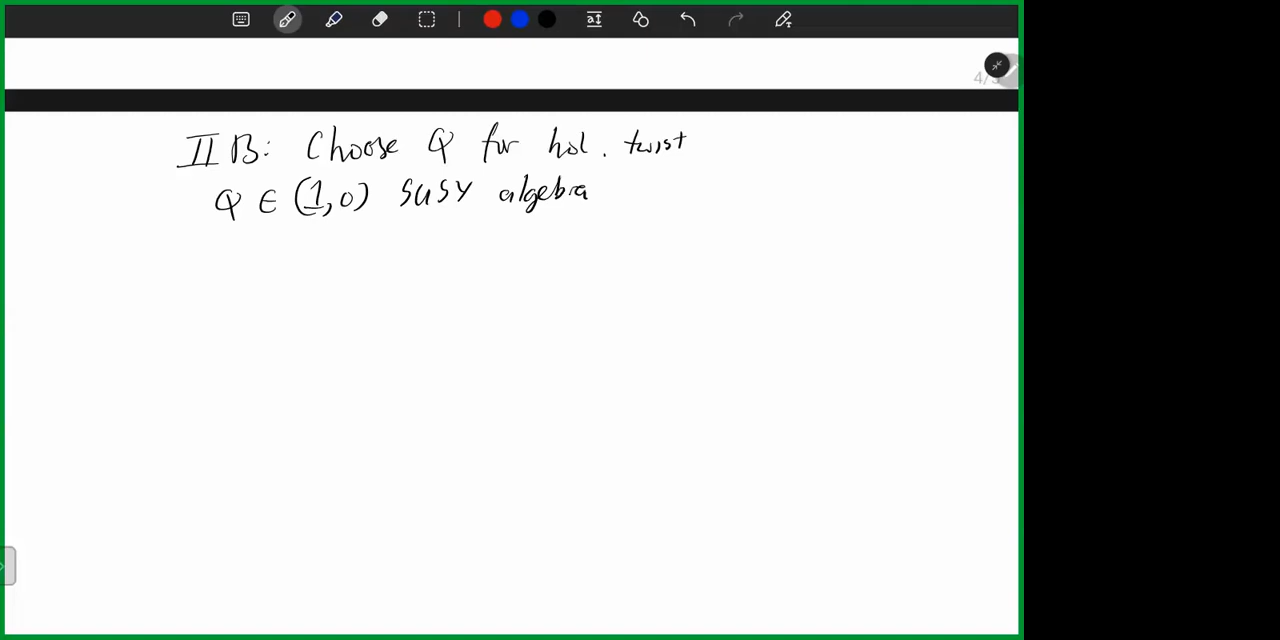 IIB: Choose Q for hol. twist
Q ∈ (1,0) SUSY algebra